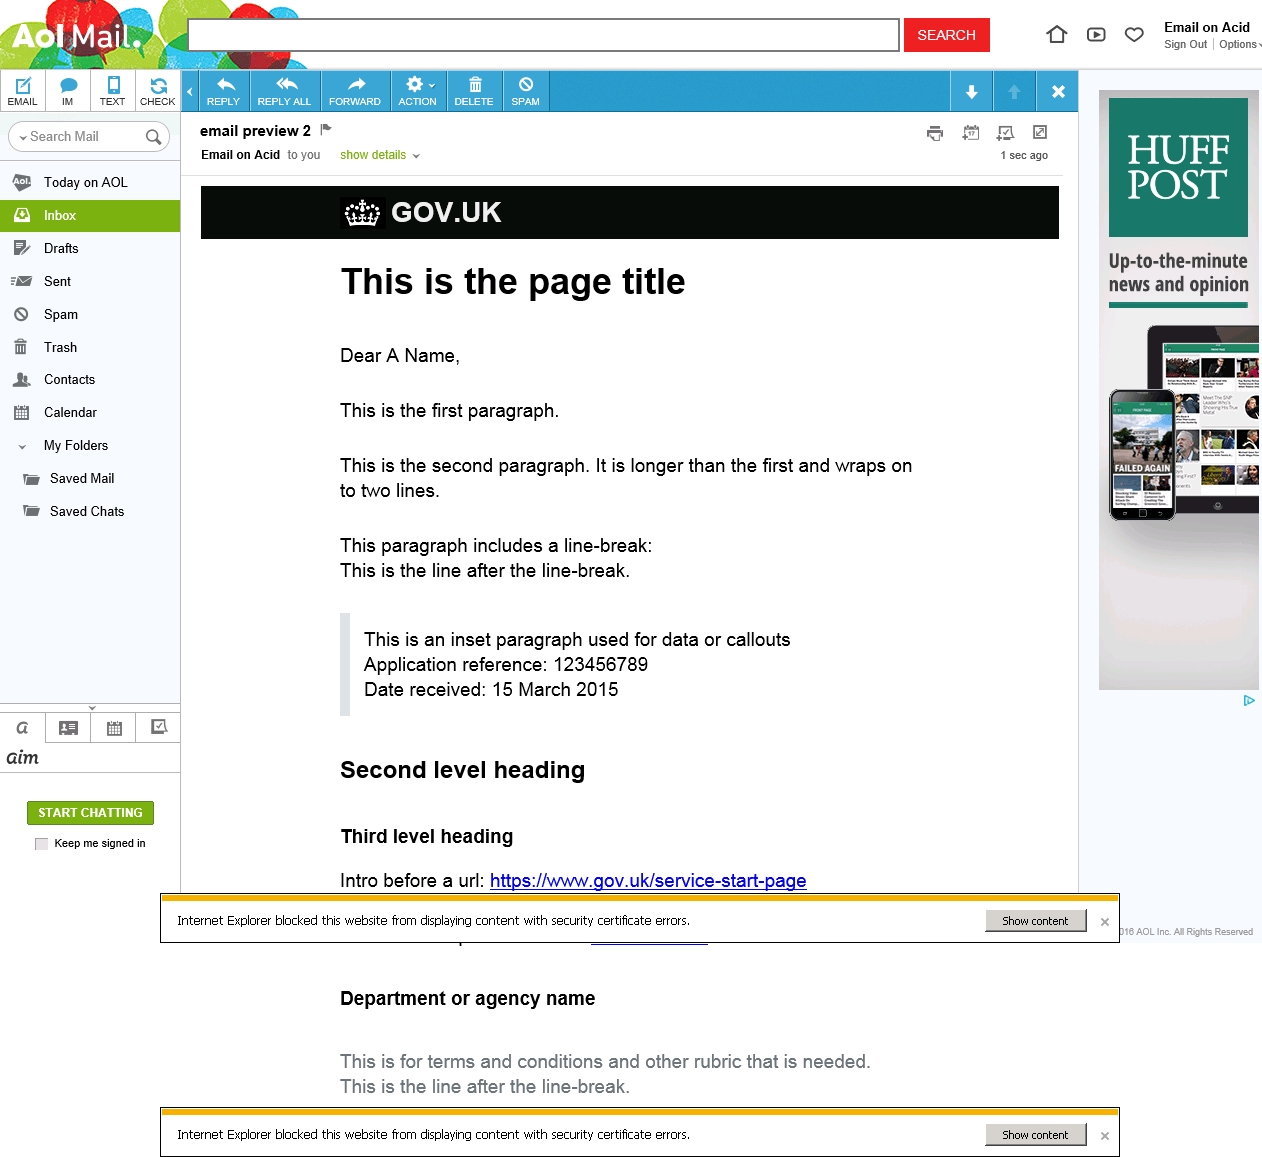 Aol Mail.
SEARCH
Email on Acid
Sign Out
Options
EMAIL
IM
TEXT
CHECK
REPLY
REPLY ALL
FORWARD
ACTION
DELETE
SPAM
Search Mail
Aol.
Today on AOL
Inbox
Drafts
Sent
Spam
Trash
Contacts
Calendar
My Folders
Saved Mail
Saved Chats
a
aim
START CHATTING
Keep me signed in
email preview 2
17
Email on Acid to you show details
1 sec ago
GOV.UK
This is the page title
Dear A Name,
This is the first paragraph.
This is the second paragraph. It is longer than the first and wraps on
to two lines.
This paragraph includes a line-break:
This is the line after the line-break.
This is an inset paragraph used for data or callouts
Application reference: 123456789
Date received: 15 March 2015
Second level heading
Third level heading
Intro before a url: https://www.gov.uk/service-start-page
Internet Explorer blocked this website from displaying content with security certificate errors.
Show content
Department or agency name
This is for terms and conditions and other rubric that is needed.
This is the line after the line-break.
Internet Explorer blocked this website from displaying content with security certificate errors.
Show content
HUFF
POST
Up-to-the-minute
news and opinion
FRONT PAGE
FAILED AGAIN
016 AOL Inc. All Rights Reserved